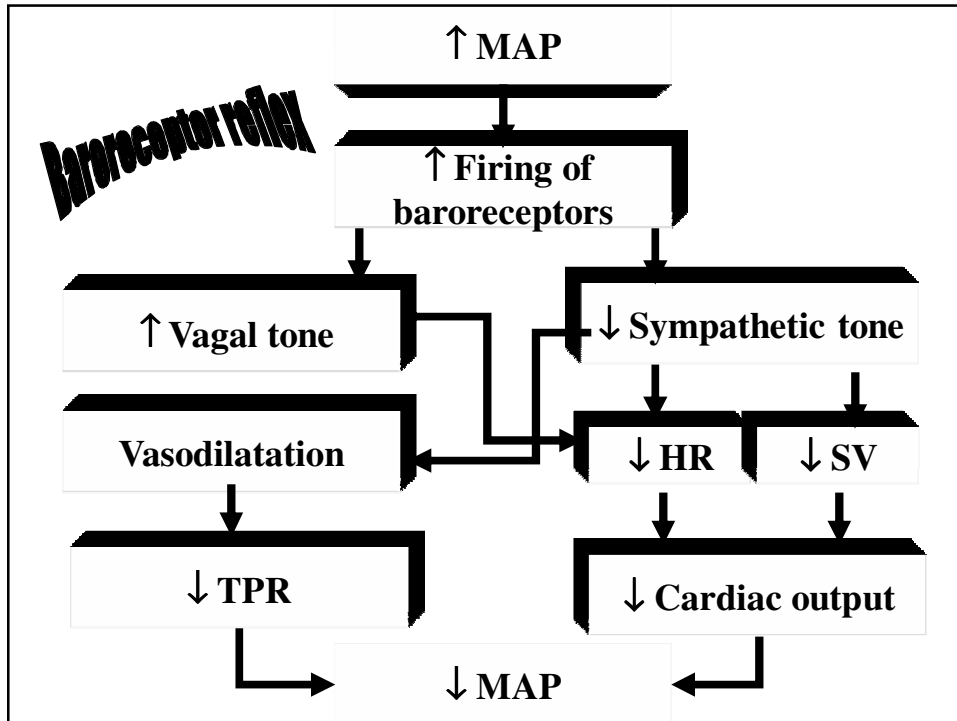 ↑ MAP
Baroreceptor reflex
↑ Firing of
baroreceptors
↑ Vagal tone
↓ Sympathetic tone
Vasodilatation
↓ HR
↓ SV
↓ TPR
↓ Cardiac output
↓ MAP